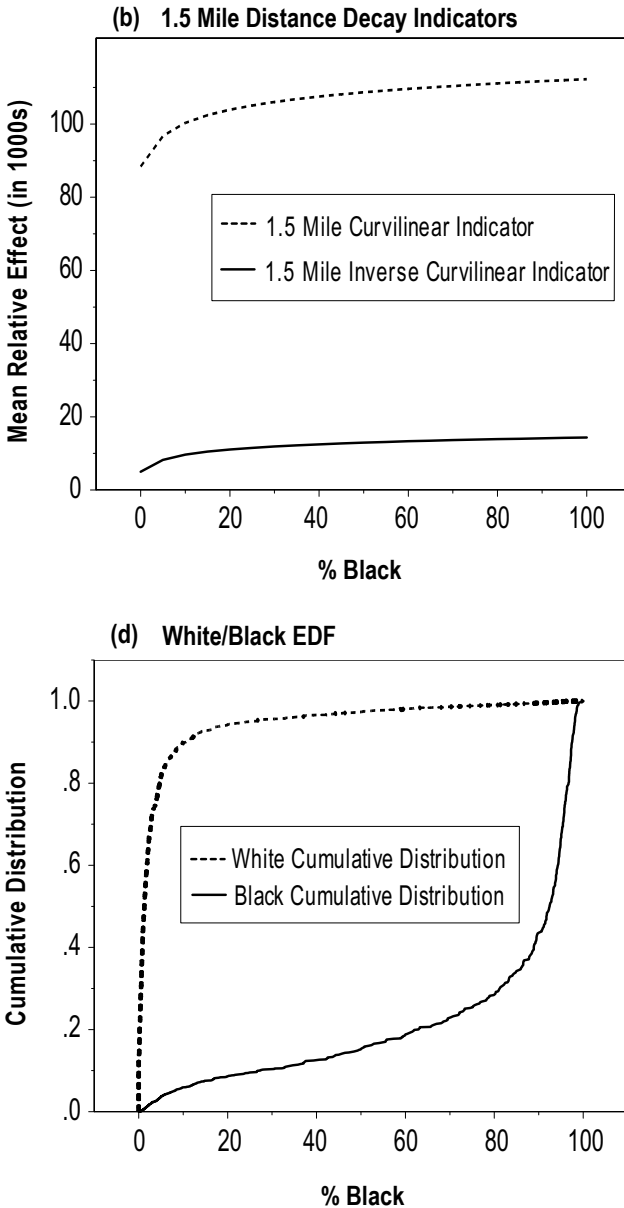 (b) 1.5 Mile Distance Decay Indicators
Mean Relative Effect (in 1000s)
100
80
60
40
20
0
1.5 Mile Curvilinear Indicator
1.5 Mile Inverse Curvilinear Indicator
0 20 40 60 80 100
% Black
(d) White/Black EDF
Cumulative Distribution
1.0
.8
.6
.4
.2
.0
White Cumulative Distribution
Black Cumulative Distribution
0 20 40 60 80 100
% Black